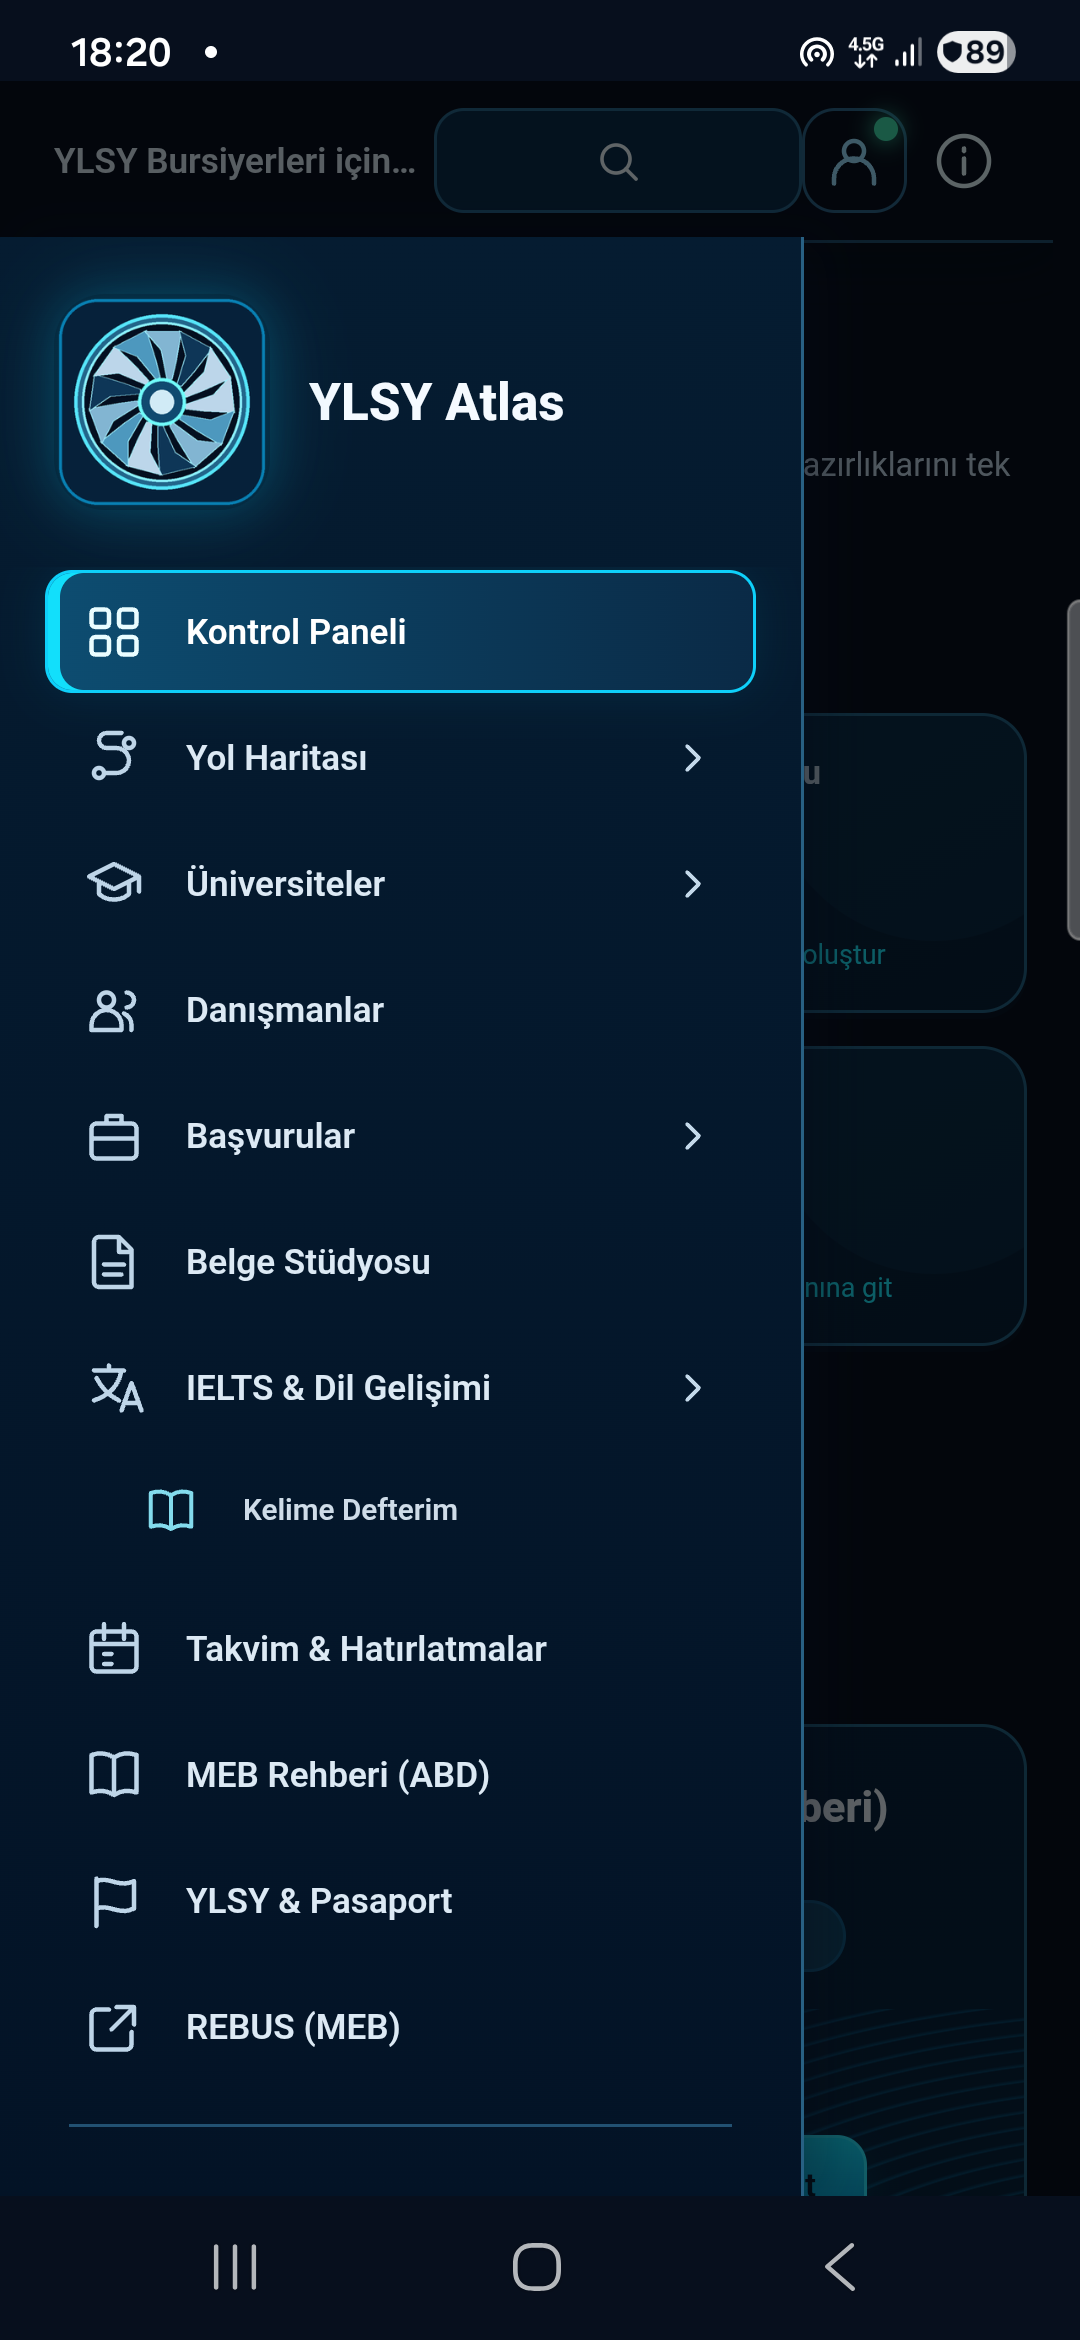 18:20
4.5G
89
YLSY Bursiyerleri için...
YLSY Atlas
azırlıklarını tek
Kontrol Paneli
Yol Haritası
u
Üniversiteler
oluştur
Danışmanlar
Başvurular
Belge Stüdyosu
nına git
IELTS & Dil Gelişimi
Kelime Defterim
Takvim & Hatırlatmalar
MEB Rehberi (ABD)
beri)
YLSY & Pasaport
REBUS (MEB)
t